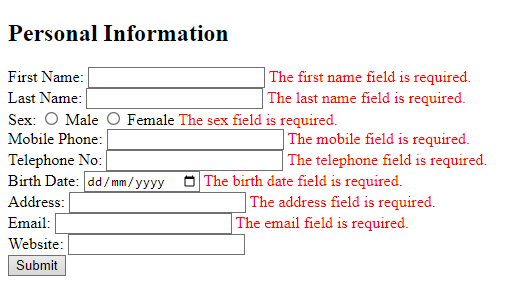 Personal Information
First Name: The first name field is required.
Last Name: The last name field is required.
Sex: Male Female The sex field is required.
Mobile Phone: The mobile field is required.
Telephone No: The telephone field is required.
Birth Date: dd/mm/yyyy The birth date field is required.
Address: The address field is required.
Email: The email field is required.
Website:
Submit